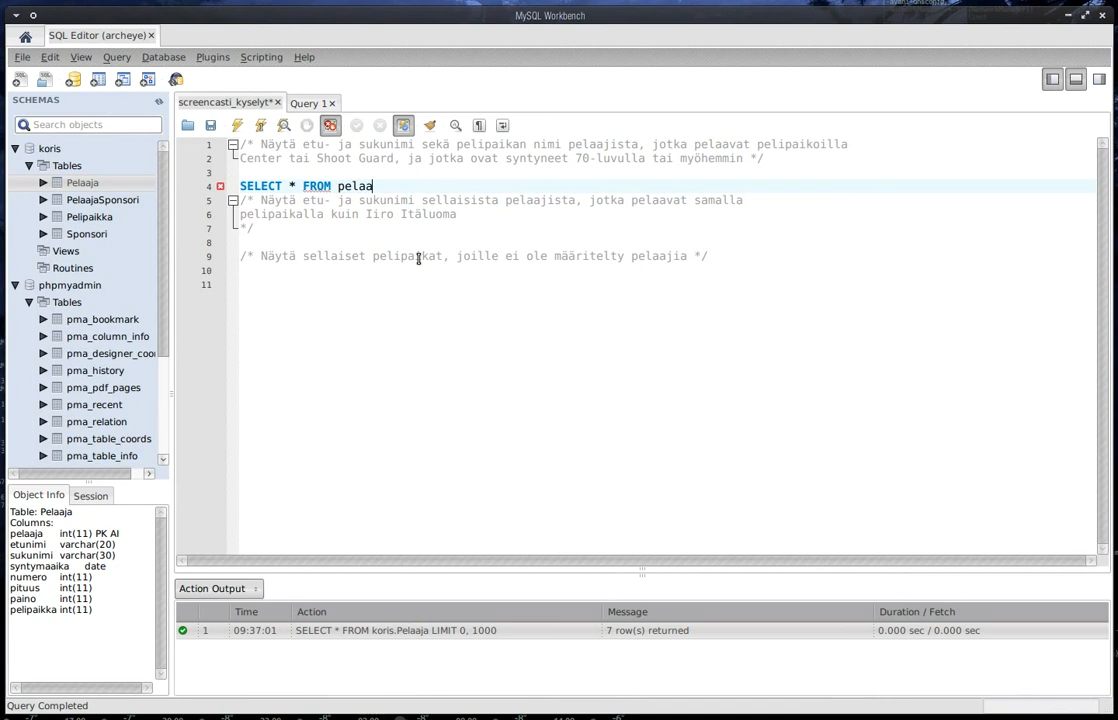 MySQL Workbench
SQL Editor (archeye)
File Edit View Query Database Plugins Scripting Help
SCHEMAS
Search objects
koris
Tables
Pelaaja
PelaajaSponsori
Pelipaikka
Sponsori
Views
Routines
phpmyadmin
Tables
pma_bookmark
pma_column_info
pma_designer_coor
pma_history
pma_pdf_pages
pma_recent
pma_relation
pma_table_coords
pma_table_info
Object Info Session
Table: Pelaaja
Columns:
pelaaja int(11) PK AI
etunimi varchar(20)
sukunimi varchar(30)
syntymaaika date
numero int(11)
pituus int(11)
paino int(11)
pelipaikka int(11)
screencasti_kyselyt* Query 1
1 /* Näytä etu- ja sukunimi sekä pelipaikan nimi pelaajista, jotka pelaavat pelipaikoilla
2 Center tai Shoot Guard, ja jotka ovat syntyneet 70-luvulla tai myöhemmin */
3
4 SELECT * FROM pelaa
5 /* Näytä etu- ja sukunimi sellaisista pelaajista, jotka pelaavat samalla
6 pelipaikalla kuin Iiro Itäluoma
7 */
8
9 /* Näytä sellaiset pelipaikat, joille ei ole määritelty pelaajia */
10
11
Action Output
Time Action Message Duration / Fetch
1 09:37:01 SELECT * FROM koris.Pelaaja LIMIT 0, 1000 7 row(s) returned 0.000 sec / 0.000 sec
Query Completed